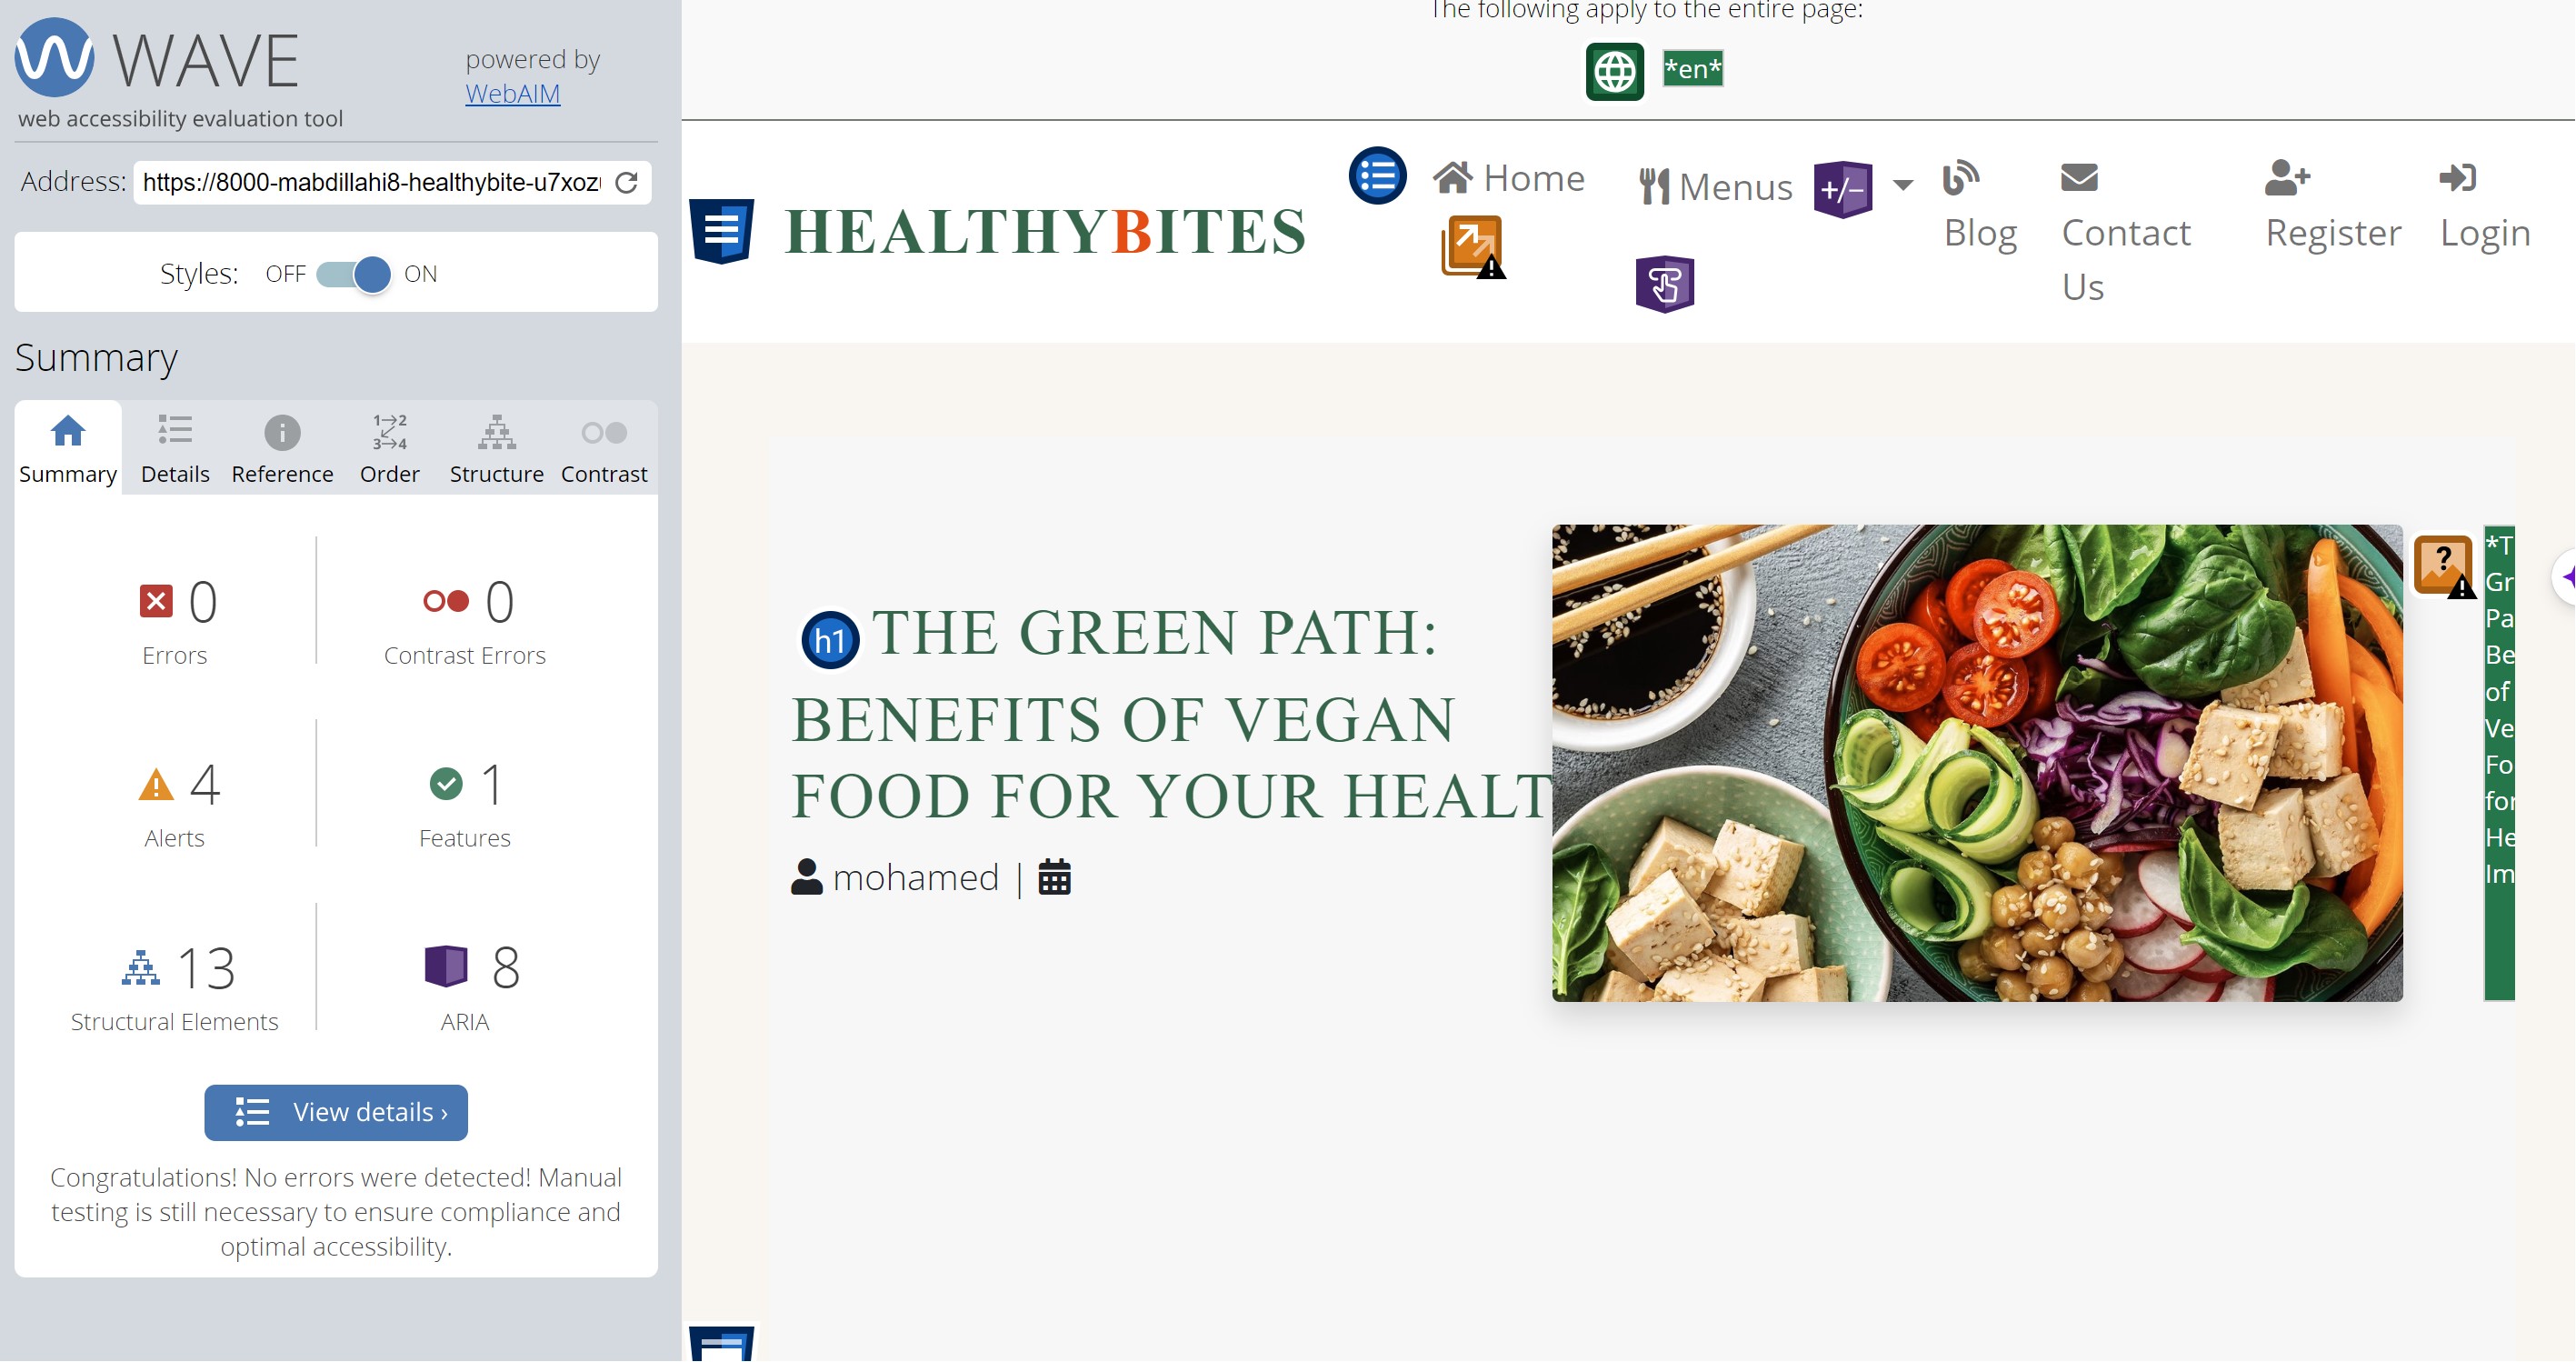 WAVE
powered by
WebAIM
web accessibility evaluation tool
Address: https://8000-mabdillahi8-healthybite-u7xoz
Styles: OFF ON
Summary
1→2
3→4
Summary Details Reference Order Structure Contrast
0
Errors
0
Contrast Errors
4
Alerts
1
Features
13
Structural Elements
8
ARIA
View details ›
Congratulations! No errors were detected! Manual
testing is still necessary to ensure compliance and
optimal accessibility.
The following apply to the entire page:
*en*
HEALTHYBITES
Home
Menus
+/−
Blog
Contact
Us
Register
Login
h1 THE GREEN PATH:
BENEFITS OF VEGAN
FOOD FOR YOUR HEALT
mohamed |
?
*T
Gr
Pa
Be
of
Ve
Fo
for
He
Im